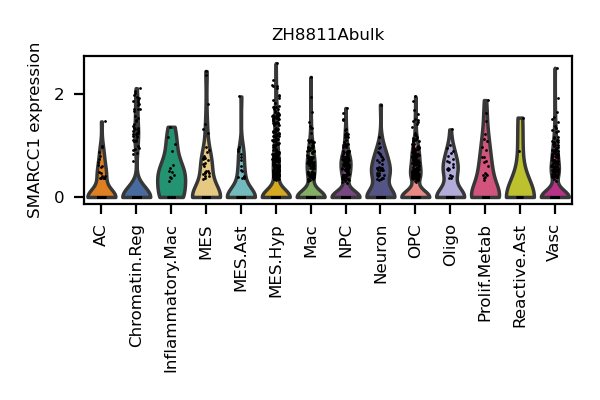 ZH8811Abulk
SMARCC1 expression
2
0
AC
Chromatin.Reg
Inflammatory.Mac
MES
MES.Ast
MES.Hyp
Mac
NPC
Neuron
OPC
Oligo
Prolif.Metab
Reactive.Ast
Vasc